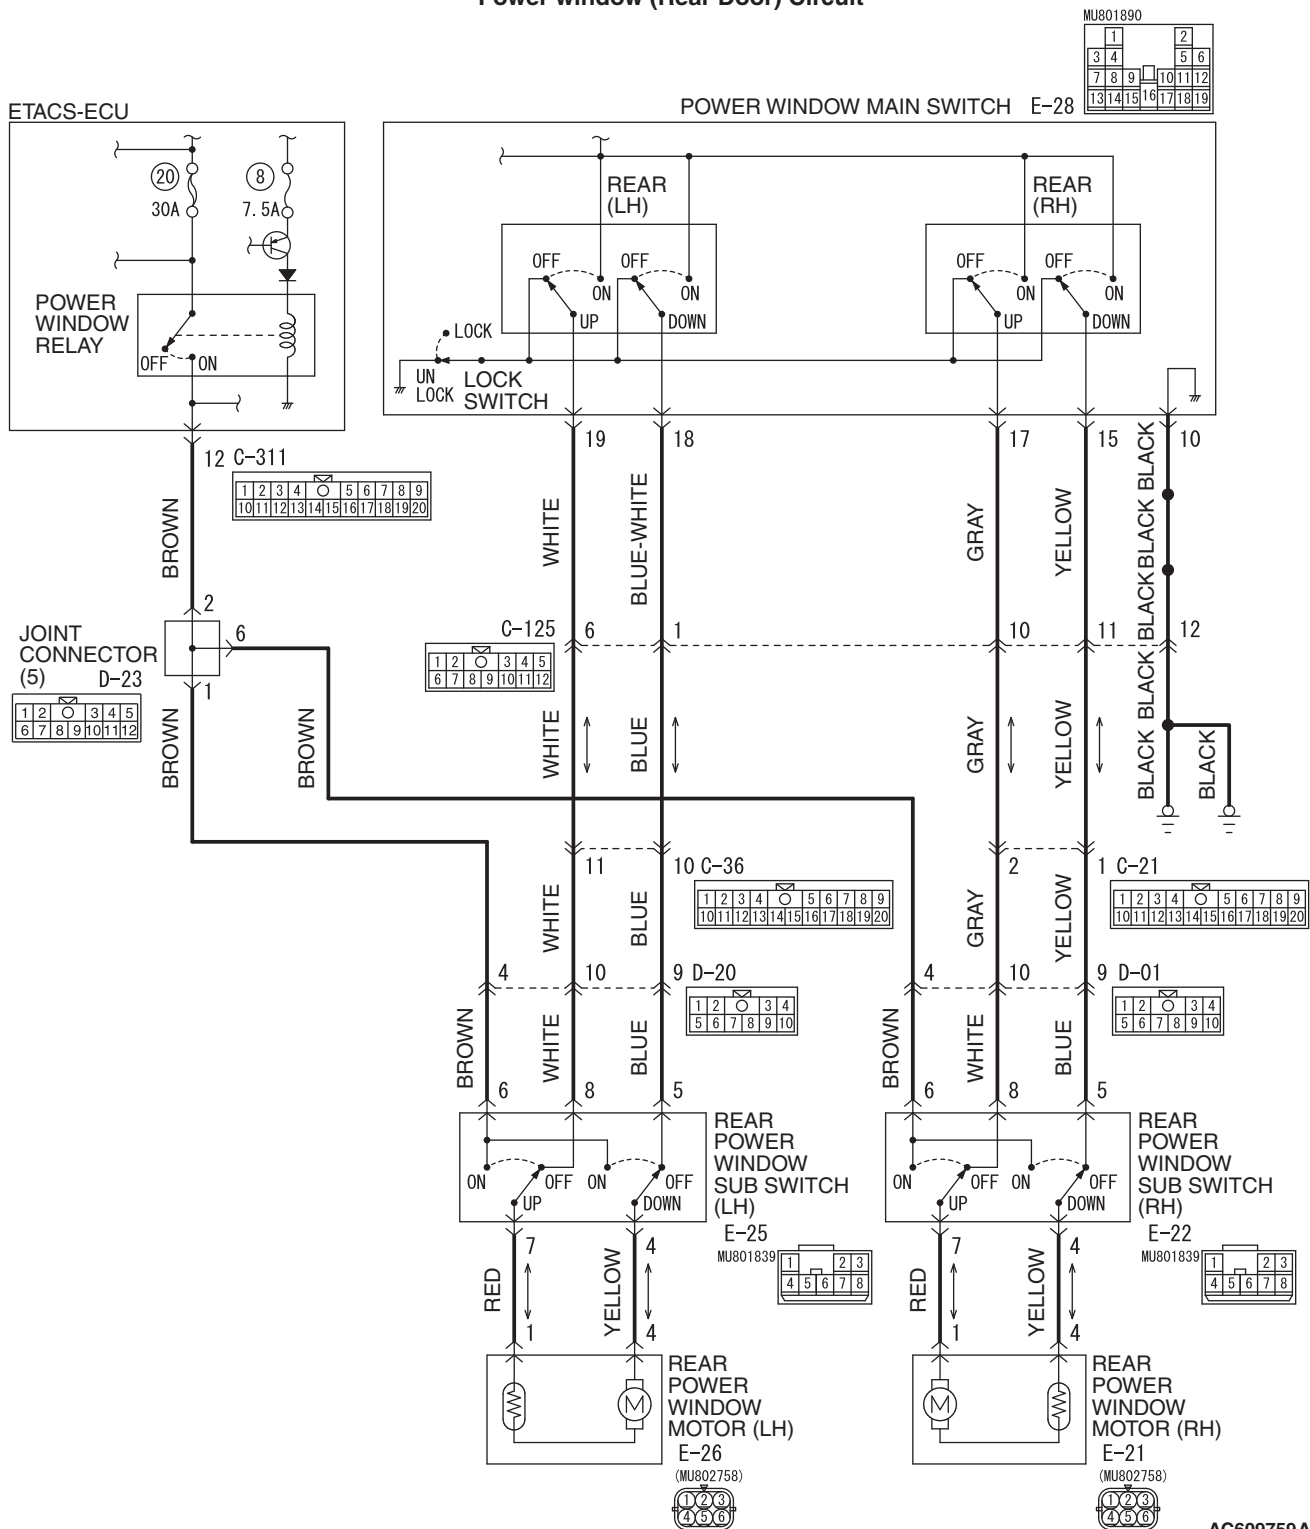 Power window (Rear Door) Circuit
MU801890
1 2
3 4 5 6
7 8 9 10 11 12
13 14 15 16 17 18 19
ETACS-ECU
POWER WINDOW MAIN SWITCH E-28
20
30A
8
7.5A
POWER
WINDOW
RELAY
OFF ON
REAR
(LH)
REAR
(RH)
OFF OFF OFF OFF
ON ON ON ON
UP DOWN UP DOWN
LOCK
UN
LOCK
LOCK
SWITCH
12 C-311
1 2 3 4 5 6 7 8 9
10 11 12 13 14 15 16 17 18 19 20
19 18 17 15 10
BROWN
WHITE
BLUE-WHITE
GRAY
YELLOW
BLACK
BLACK
BLACK
BLACK
BLACK
BLACK
2
6
1
JOINT
CONNECTOR
(5) D-23
1 2 3 4 5
6 7 8 9 10 11 12
C-125 6 1 10 11 12
1 2 3 4 5
6 7 8 9 10 11 12
BROWN
BROWN
WHITE
BLUE
GRAY
YELLOW
11 10 C-36
1 2 3 4 5 6 7 8 9
10 11 12 13 14 15 16 17 18 19 20
2 1 C-21
1 2 3 4 5 6 7 8 9
10 11 12 13 14 15 16 17 18 19 20
WHITE
BLUE
GRAY
YELLOW
4 10 9 D-20
1 2 3 4
5 6 7 8 9 10
4 10 9 D-01
1 2 3 4
5 6 7 8 9 10
BROWN
WHITE
BLUE
BROWN
WHITE
BLUE
6 8 5
6 8 5
ON OFF ON OFF
UP DOWN
REAR
POWER
WINDOW
SUB SWITCH
(LH)
E-25
MU801839
1 2 3
4 5 6 7 8
ON OFF ON OFF
UP DOWN
REAR
POWER
WINDOW
SUB SWITCH
(RH)
E-22
MU801839
1 2 3
4 5 6 7 8
7 4
RED
YELLOW
1 4
7 4
RED
YELLOW
1 4
M
REAR
POWER
WINDOW
MOTOR (LH)
E-26
(MU802758)
1 2 3
4 5 6
M
REAR
POWER
WINDOW
MOTOR (RH)
E-21
(MU802758)
1 2 3
4 5 6
AC609759A